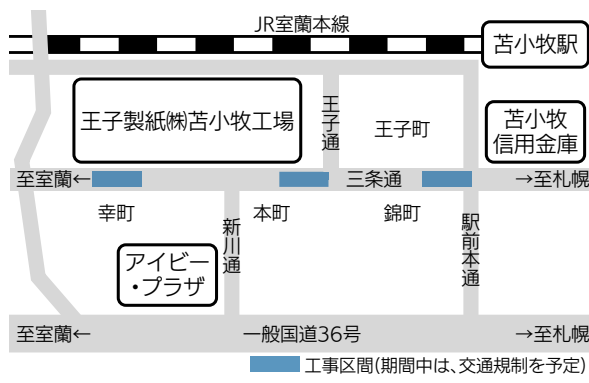 JR室蘭本線
苫小牧駅
王子製紙㈱苫小牧工場
王子通
王子町
苫小牧
信用金庫
至室蘭←
三条通
→至札幌
幸町
新川通
本町
錦町
駅前本通
アイビー
・プラザ
至室蘭←
一般国道36号
→至札幌
工事区間(期間中は、交通規制を予定)